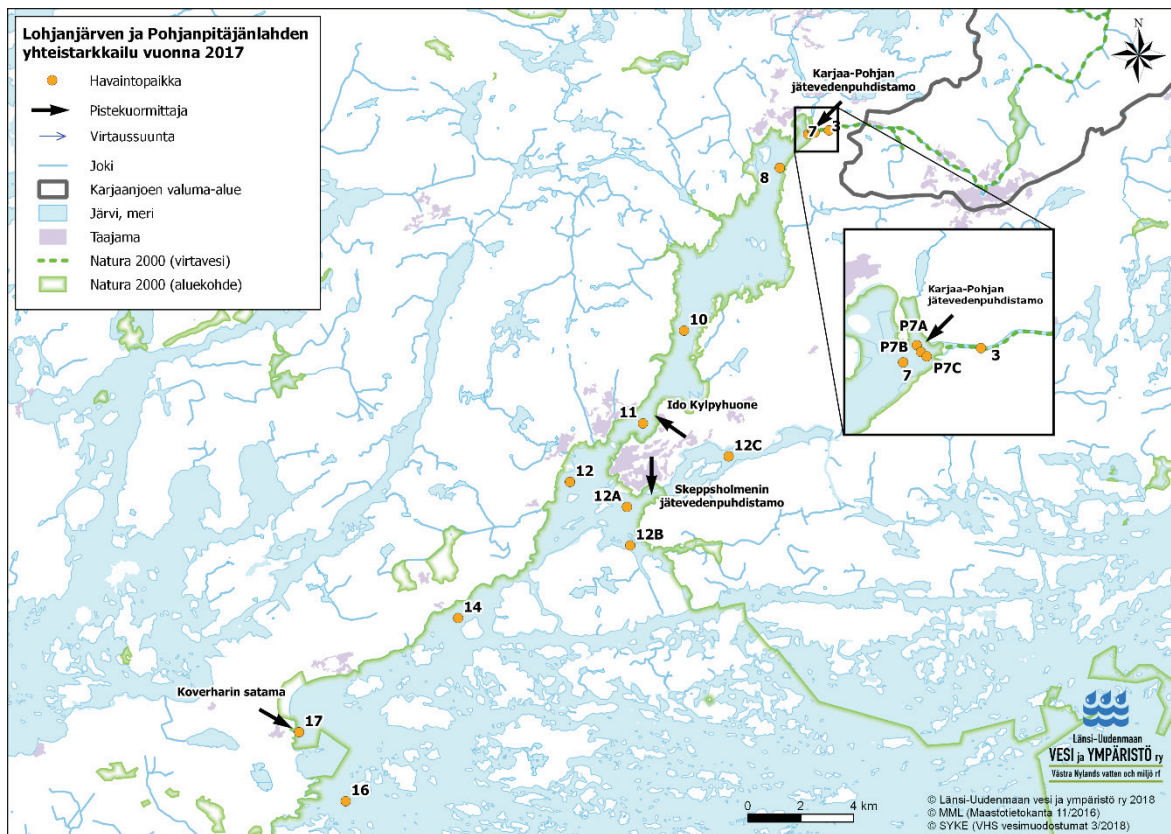 Lohjanjärven ja Pohjanpitäjänlahden
yhteistarkkailu vuonna 2017
Havaintopaikka
Pistekuormittaja
Virtaussuunta
Joki
Karjaanjoen valuma-alue
Järvi, meri
Taajama
Natura 2000 (virtavesi)
Natura 2000 (aluekohde)
N
Karjaa-Pohjan
jätevedenpuhdistamo
7
3
8
Karjaa-Pohjan
jätevedenpuhdistamo
P7A
P7B
3
7
P7C
10
11
Ido Kylpyhuone
12C
12
Skeppsholmenin
jätevedenpuhdistamo
12A
12B
14
Koverharin satama
17
16
0
2
4 km
Länsi-Uudenmaan
VESI ja YMPÄRISTÖ ry
Västra Nylands vatten och miljö rf
© Länsi-Uudenmaan vesi ja ympäristö ry 2018
© MML (Maastotietokanta 11/2016)
© SYKE (VHS vesimuodostumat 3/2018)